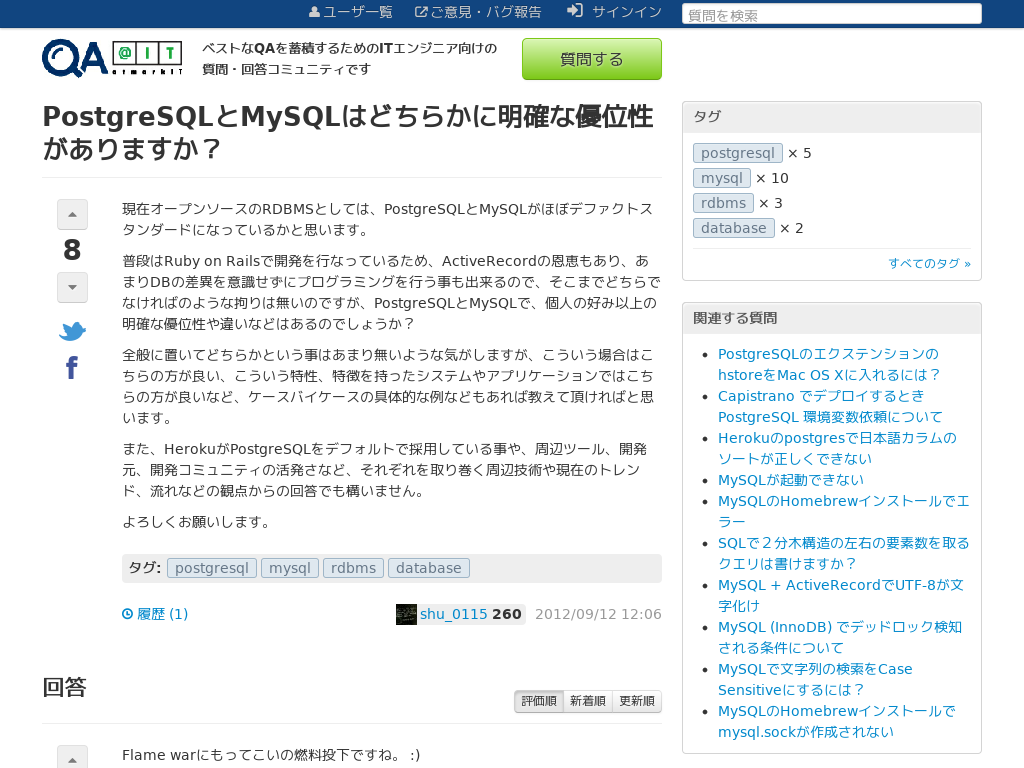 ユーザ一覧 ご意見・バグ報告 サインイン 質問を検索
QA @IT atmarkIT
ベストなQAを蓄積するためのITエンジニア向けの
質問・回答コミュニティです
質問する
PostgreSQLとMySQLはどちらかに明確な優位性
がありますか？
8
現在オープンソースのRDBMSとしては、PostgreSQLとMySQLがほぼデファクトス
タンダードになっているかと思います。
普段はRuby on Railsで開発を行なっているため、ActiveRecordの恩恵もあり、あ
まりDBの差異を意識せずにプログラミングを行う事も出来るので、そこまでどちらで
なければのような拘りは無いのですが、PostgreSQLとMySQLで、個人の好み以上の
明確な優位性や違いなどはあるのでしょうか？
全般に置いてどちらかという事はあまり無いような気がしますが、こういう場合はこ
ちらの方が良い、こういう特性、特徴を持ったシステムやアプリケーションではこち
らの方が良いなど、ケースバイケースの具体的な例などもあれば教えて頂ければと思
います。
また、HerokuがPostgreSQLをデフォルトで採用している事や、周辺ツール、開発
元、開発コミュニティの活発さなど、それぞれを取り巻く周辺技術や現在のトレン
ド、流れなどの観点からの回答でも構いません。
よろしくお願いします。
タグ: postgresql mysql rdbms database
履歴 (1) shu_0115 260 2012/09/12 12:06
回答
評価順 新着順 更新順
Flame warにもってこいの燃料投下ですね。 :)
タグ
postgresql × 5
mysql × 10
rdbms × 3
database × 2
すべてのタグ »
関連する質問
PostgreSQLのエクステンションの
hstoreをMac OS Xに入れるには？
Capistrano でデプロイするとき
PostgreSQL 環境変数依頼について
Herokuのpostgresで日本語カラムの
ソートが正しくできない
MySQLが起動できない
MySQLのHomebrewインストールでエ
ラー
SQLで２分木構造の左右の要素数を取る
クエリは書けますか？
MySQL + ActiveRecordでUTF-8が文
字化け
MySQL (InnoDB) でデッドロック検知
される条件について
MySQLで文字列の検索をCase
Sensitiveにするには？
MySQLのHomebrewインストールで
mysql.sockが作成されない